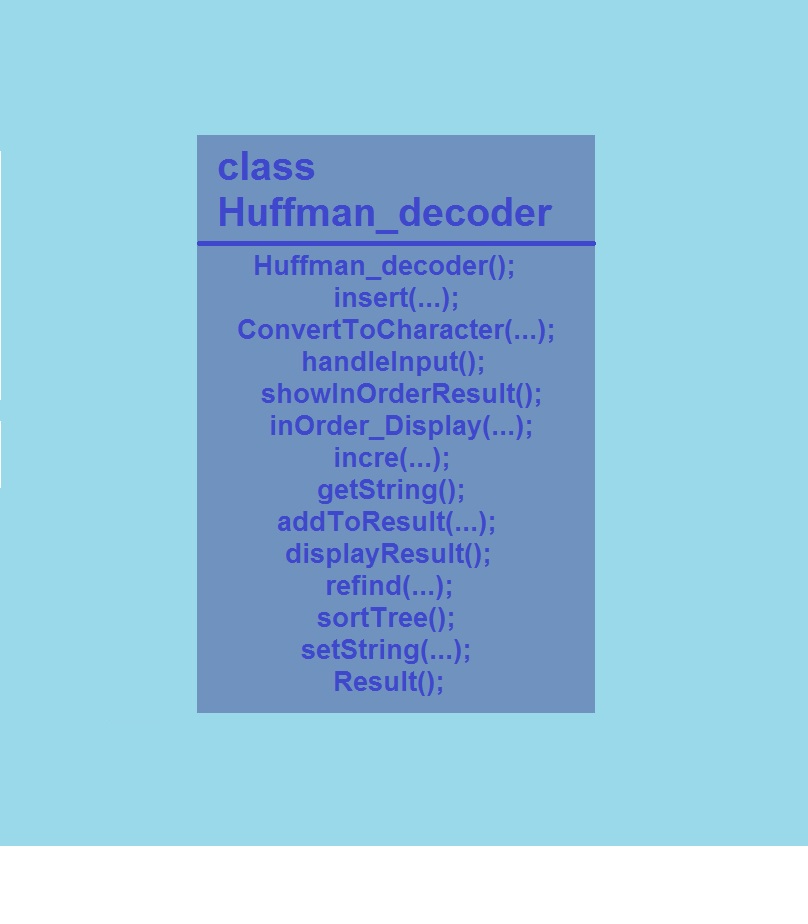 class
Huffman_decoder
Huffman_decoder();
insert(...);
ConvertToCharacter(...);
handleInput();
showInOrderResult();
inOrder_Display(...);
incre(...);
getString();
addToResult(...);
displayResult();
refind(...);
sortTree();
setString(...);
Result();